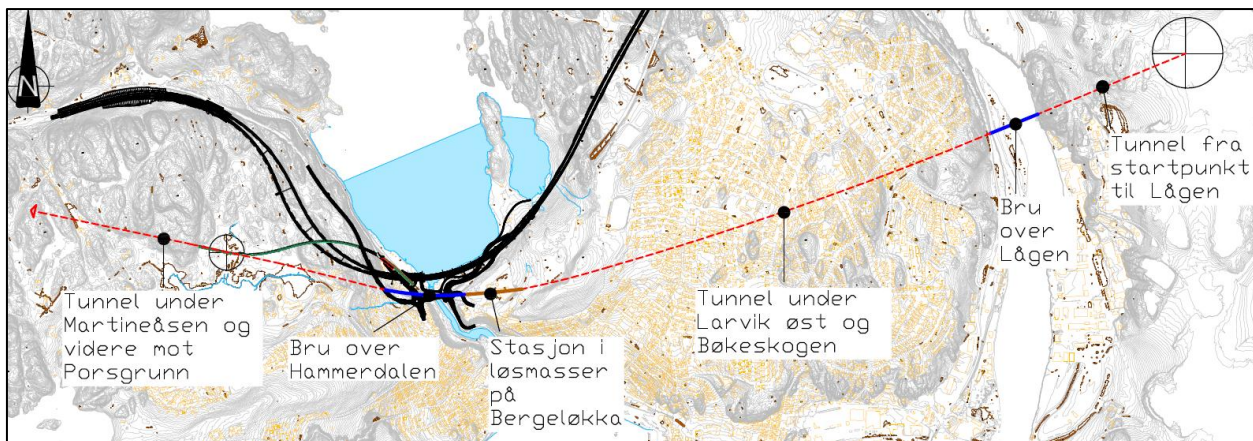 N
Tunnel under
Martineåsen og
videre mot
Porsgrunn
Bru over
Hammerdalen
Stasjon i
løsmasser
på
Bergeløkka
Tunnel under
Larvik øst og
Bøkeskogen
Bru
over
Lågen
Tunnel fra
startpunkt
til Lågen